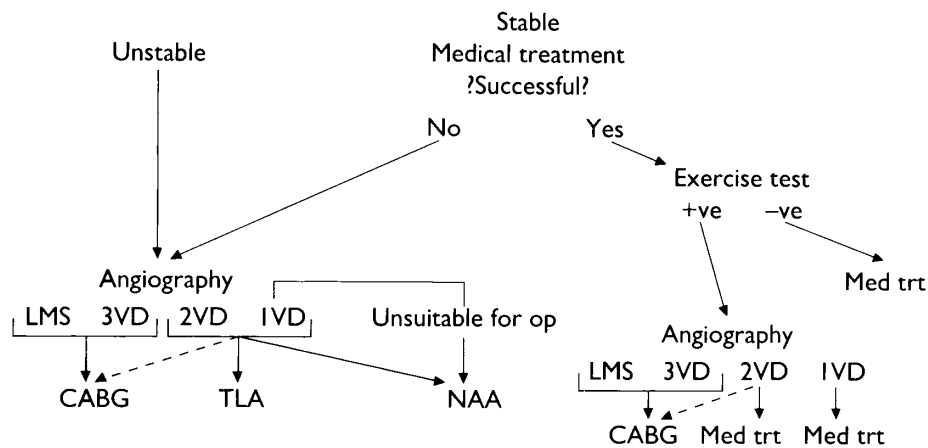 Stable
Unstable Medical treatment
?Successful?
No Yes
Exercise test
+ve –ve
Angiography Med trt
LMS 3VD 2VD 1VD Unsuitable for op
Angiography
LMS 3VD 2VD 1VD
CABG TLA NAA
CABG Med trt Med trt